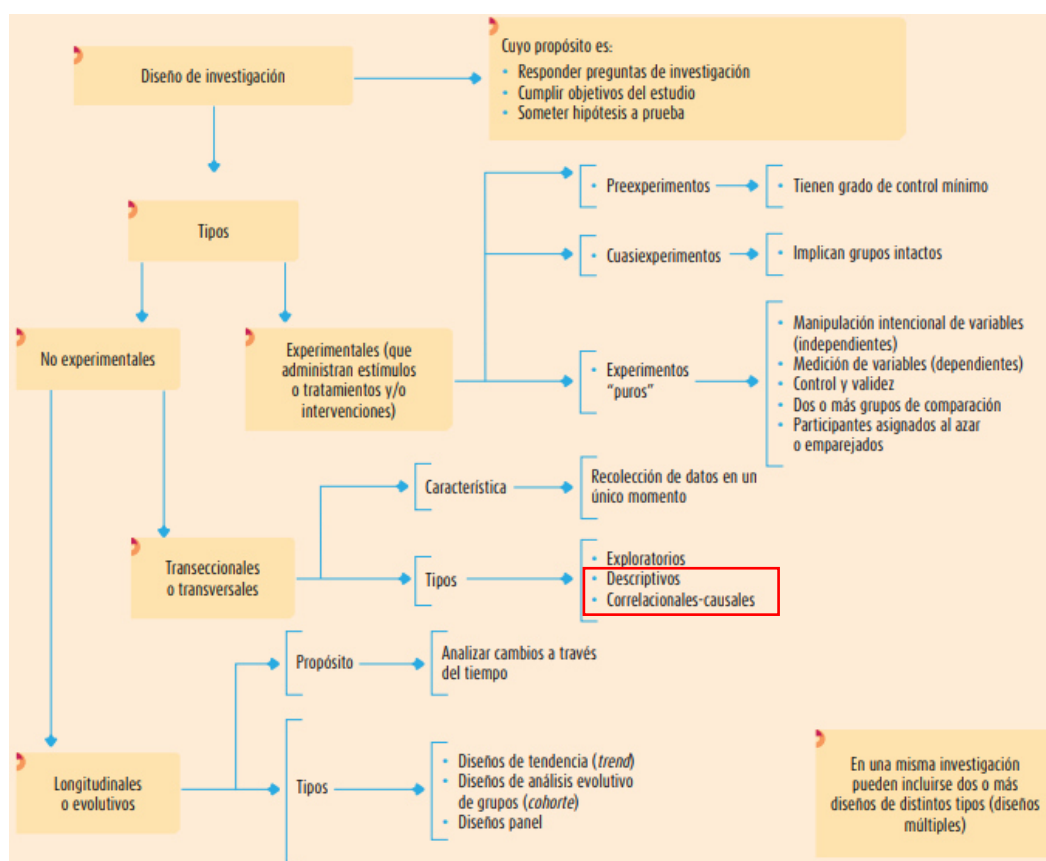 Diseño de investigación
Cuyo propósito es:
• Responder preguntas de investigación
• Cumplir objetivos del estudio
• Someter hipótesis a prueba
Tipos
• Preexperimentos
• Tienen grado de control mínimo
• Cuasiexperimentos
• Implican grupos intactos
No experimentales
Experimentales (que
administran estímulos
o tratamientos y/o
intervenciones)
• Experimentos
“puros”
• Manipulación intencional de variables
(independientes)
• Medición de variables (dependientes)
• Control y validez
• Dos o más grupos de comparación
• Participantes asignados al azar
o emparejados
Transeccionales
o transversales
Característica
Recolección de datos en un
único momento
Tipos
• Exploratorios
• Descriptivos
• Correlacionales-causales
Longitudinales
o evolutivos
Propósito
Analizar cambios a través
del tiempo
Tipos
• Diseños de tendencia (trend)
• Diseños de análisis evolutivo
de grupos (cohorte)
• Diseños panel
En una misma investigación
pueden incluirse dos o más
diseños de distintos tipos (diseños
múltiples)